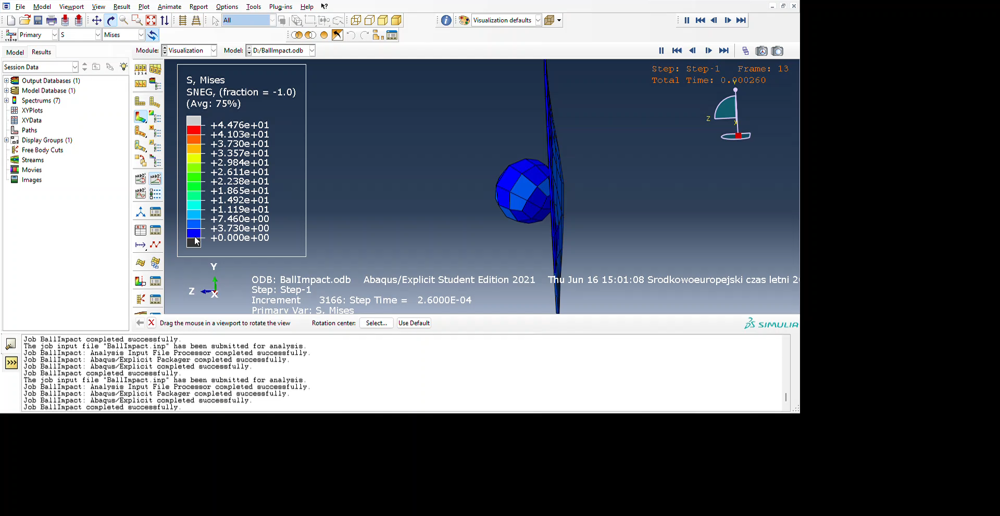 File Model Viewport View Result Plot Animate Report Options Tools Plug-ins Help
All
Visualization defaults
Primary S Mises
Model Results
Module: Visualization Model: D:/BallImpact.odb
Session Data
Output Databases (1)
Model Database (1)
Spectrums (7)
XYPlots
XYData
Paths
Display Groups (1)
Free Body Cuts
Streams
Movies
Images
S, Mises
SNEG, (fraction = -1.0)
(Avg: 75%)
+4.476e+01
+4.103e+01
+3.730e+01
+3.357e+01
+2.984e+01
+2.611e+01
+2.238e+01
+1.865e+01
+1.492e+01
+1.119e+01
+7.460e+00
+3.730e+00
+0.000e+00
Step: Step-1 Frame: 13
Total Time: 0.000260
Y
Z
X
Y
Z
X
ODB: BallImpact.odb Abaqus/Explicit Student Edition 2021 Thu Jun 16 15:01:08 Srodkowoeuropejski czas letni 2
Step: Step-1
Increment 3166: Step Time = 2.6000E-04
Primary Var: S, Mises
Drag the mouse in a viewport to rotate the view Rotation center: Select... Use Default
SIMULIA
Job BallImpact completed successfully.
The job input file "BallImpact.inp" has been submitted for analysis.
Job BallImpact: Analysis Input File Processor completed successfully.
Job BallImpact: Abaqus/Explicit Packager completed successfully.
Job BallImpact: Abaqus/Explicit completed successfully.
Job BallImpact completed successfully.
The job input file "BallImpact.inp" has been submitted for analysis.
Job BallImpact: Analysis Input File Processor completed successfully.
Job BallImpact: Abaqus/Explicit Packager completed successfully.
Job BallImpact: Abaqus/Explicit completed successfully.
Job BallImpact completed successfully.